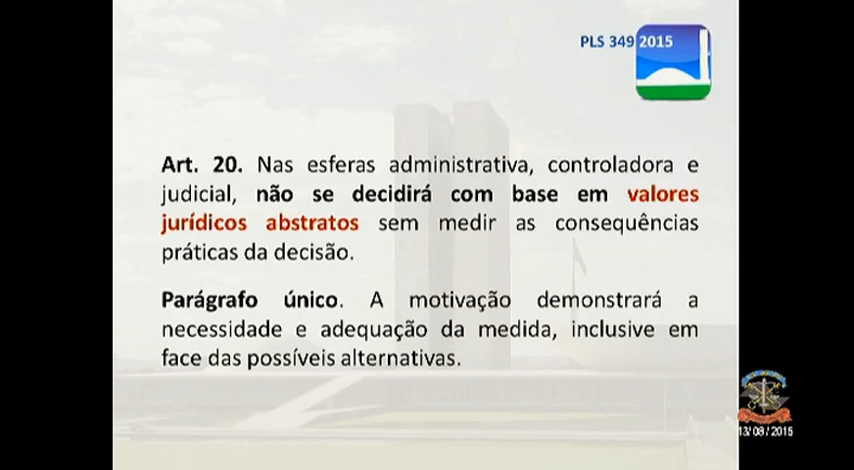 PLS 349 2015
Art. 20. Nas esferas administrativa, controladora e
judicial, não se decidirá com base em valores
jurídicos abstratos sem medir as consequências
práticas da decisão.
Parágrafo único. A motivação demonstrará a
necessidade e adequação da medida, inclusive em
face das possíveis alternativas.
13/08/2015